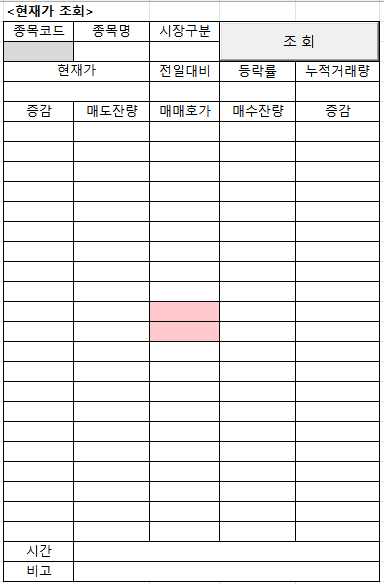 <현재가 조회>
종목코드 종목명 시장구분 조 회
현재가 전일대비 등락률 누적거래량
증감 매도잔량 매매호가 매수잔량 증감
시간
비고